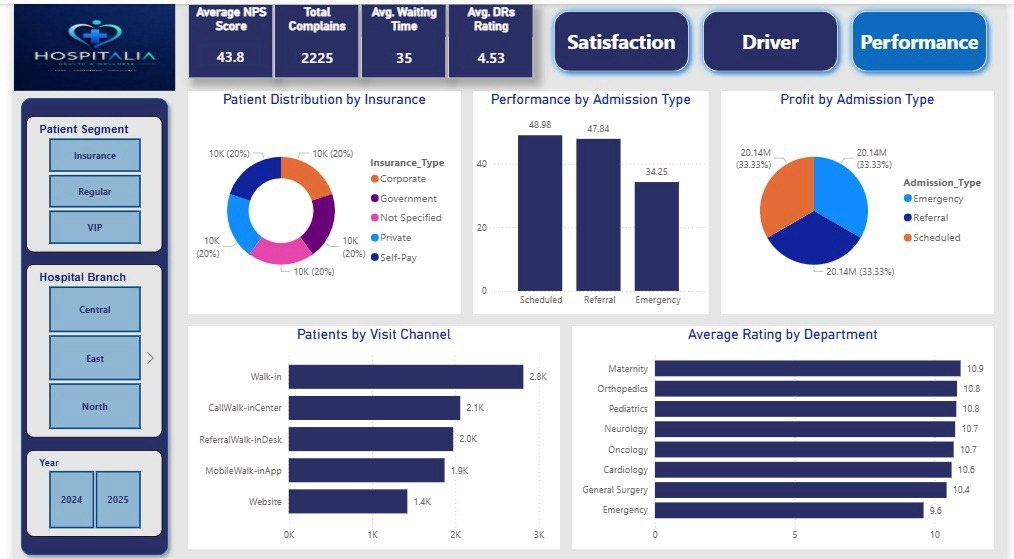 HOSPITALIA
HEALTH & WELLNESS
Average NPS
Score
43.8
Total
Complains
2225
Avg. Waiting
Time
35
Avg. DRs
Rating
4.53
Satisfaction
Driver
Performance
Patient Segment
Insurance
Regular
VIP
Hospital Branch
Central
East
North
Year
2024
2025
Patient Distribution by Insurance
10K (20%)
10K (20%)
10K
(20%)
10K
(20%)
10K (20%)
Insurance_Type
Corporate
Government
Not Specified
Private
Self-Pay
Performance by Admission Type
48.98
47.84
34.25
40
20
0
Scheduled
Referral
Emergency
Profit by Admission Type
20.14M
(33.33%)
20.14M
(33.33%)
20.14M (33.33%)
Admission_Type
Emergency
Referral
Scheduled
Patients by Visit Channel
Walk-in
2.8K
CallWalk-inCenter
2.1K
ReferralWalk-inDesk
2.0K
MobileWalk-inApp
1.9K
Website
1.4K
0K
1K
2K
3K
Average Rating by Department
Maternity
10.9
Orthopedics
10.8
Pediatrics
10.8
Neurology
10.7
Oncology
10.7
Cardiology
10.6
General Surgery
10.4
Emergency
9.6
0
5
10